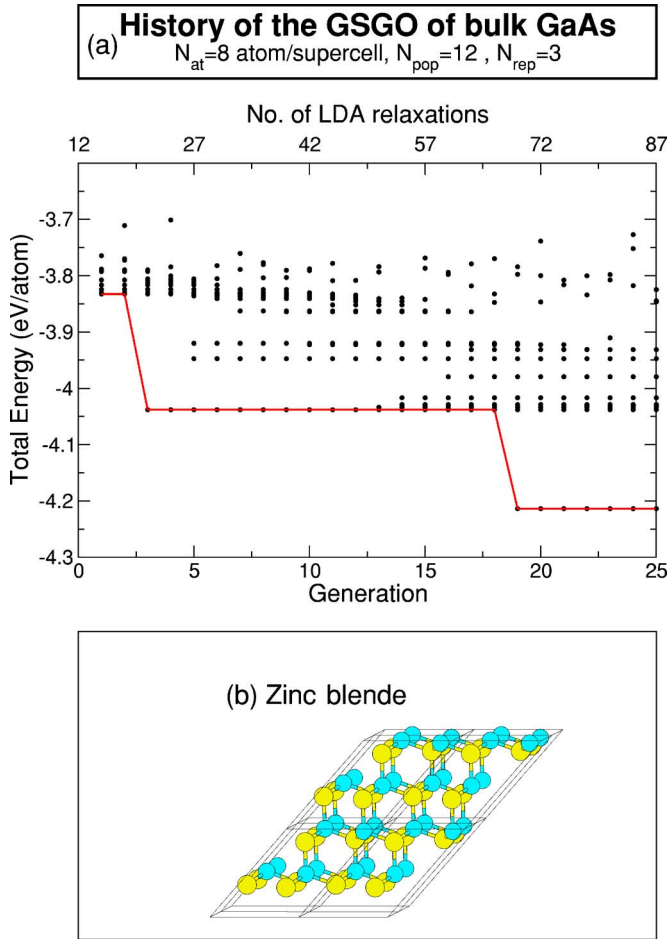 History of the GSGO of bulk GaAs
(a)
N_at=8 atom/supercell, N_pop=12 , N_rep=3
No. of LDA relaxations
12 27 42 57 72 87
-3.7
-3.8
-3.9
-4
-4.1
-4.2
-4.3
Total Energy (eV/atom)
0 5 10 15 20 25
Generation
(b) Zinc blende